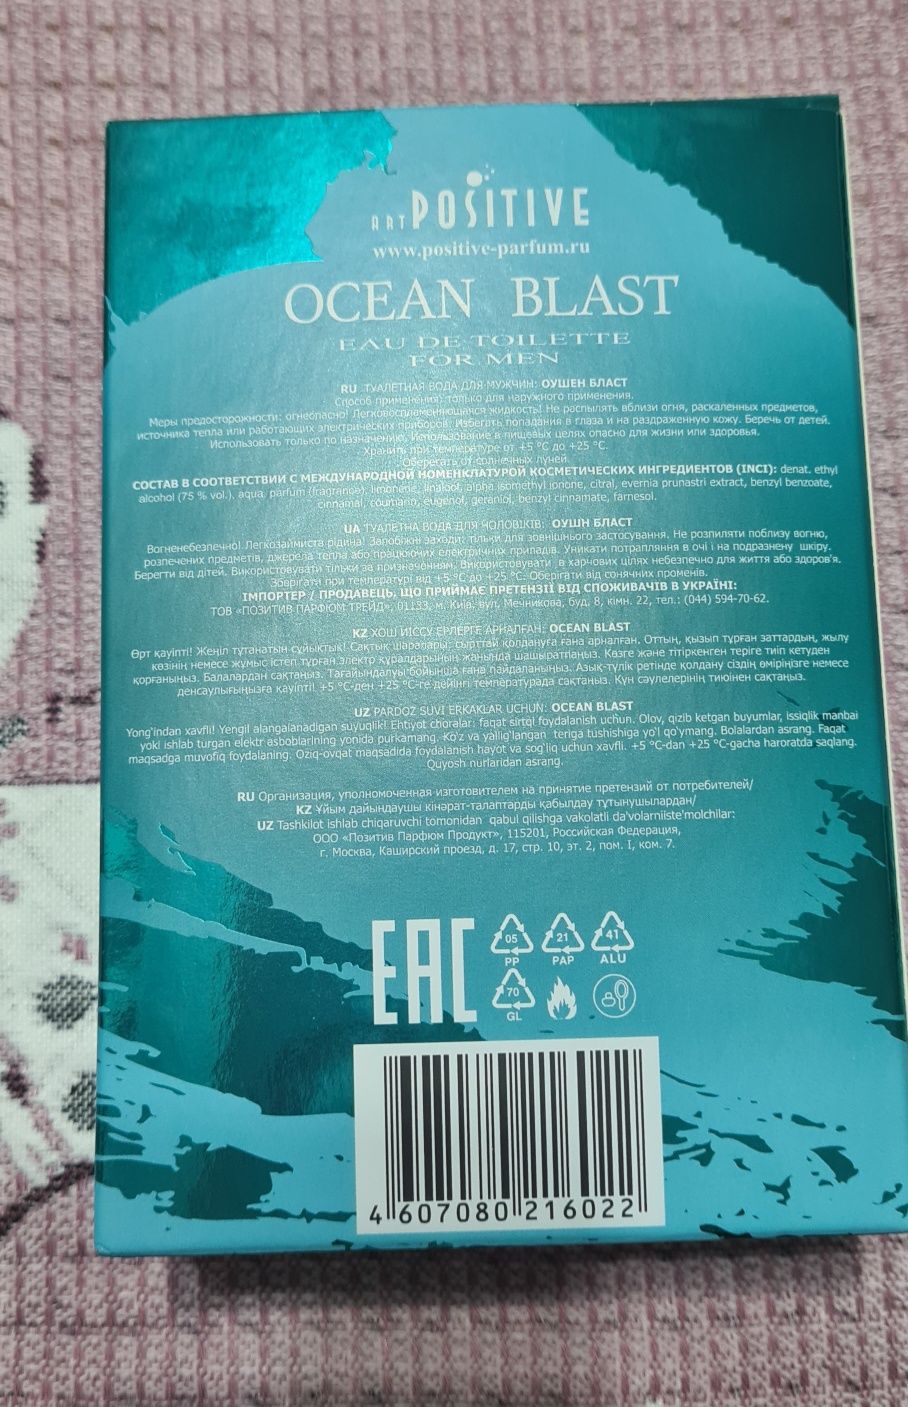 ART POSITIVE
www.positive-parfum.ru
OCEAN BLAST
EAU DE TOILETTE
FOR MEN
RU ТУАЛЕТНАЯ ВОДА ДЛЯ МУЖЧИН: ОУШЕН БЛАСТ
Способ применения: только для наружного применения.
Меры предосторожности: огнеопасно! Легковоспламеняющаяся жидкость! Не распылять вблизи огня, раскаленных предметов,
источника тепла или работающих электрических приборов. Избегать попадания в глаза и на раздраженную кожу. Беречь от детей.
Использовать только по назначению. Использование в пищевых целях опасно для жизни или здоровья.
Хранить при температуре от +5 °С до +25 °С.
Оберегать от солнечных лучей.
СОСТАВ В СООТВЕТСТВИИ С МЕЖДУНАРОДНОЙ НОМЕНКЛАТУРОЙ КОСМЕТИЧЕСКИХ ИНГРЕДИЕНТОВ (INCI): denat. ethyl
alcohol (75 % vol.), aqua, parfum (fragrance), limonene, linalool, alpha isomethyl ionone, citral, evernia prunastri extract, benzyl benzoate,
cinnamal, coumarin, eugenol, geraniol, benzyl cinnamate, farnesol.
UA ТУАЛЕТНА ВОДА ДЛЯ ЧОЛОВІКІВ: ОУШН БЛАСТ
Вогненебезпечно! Легкозаймиста рідина! Запобіжні заходи: тільки для зовнішнього застосування. Не розпиляти поблизу вогню,
розпечених предметів, джерела тепла або працюючих електричних приладів. Уникати потрапляння в очі і на подразнену шкіру.
Берегти від дітей. Використовувати тільки за призначенням. Використовувати в харчових цілях небезпечно для життя або здоров'я.
Зберігати при температурі від +5 °С до +25 °С. Оберігати від сонячних променів.
ІМПОРТЕР / ПРОДАВЕЦЬ, ЩО ПРИЙМАЄ ПРЕТЕНЗІЇ ВІД СПОЖИВАЧІВ В УКРАЇНІ:
ТОВ «ПОЗИТИВ ПАРФЮМ ТРЕЙД», 01133, м. Київ, вул. Мечникова, буд. 8, кімн. 22, тел.: (044) 594-70-62.
KZ ХОШ ИІССУ ЕРЛЕРГЕ АРНАЛҒАН: OCEAN BLAST
Өрт қауіпті! Жеңіл тұтанатын сұйықтық! Сақтық шаралары: сырттай қолдануға ғана арналған. Оттың, қызып тұрған заттардың, жылу
көзінің немесе жұмыс істеп тұрған электр құралдарының жанында шашыратпаңыз. Көзге және тітіркенген теріге тиіп кетуден
қорғаныңыз. Балалардан сақтаңыз. Тағайындалуы бойынша ғана пайдаланыңыз. Азық-түлік ретінде қолдану сіздің өміріңізге немесе
денсаулығыңызға қауіпті! +5 °С-ден +25 °С-ге дейінгі температурада сақтаңыз. Күн сәулелерінің тиюінен сақтаңыз.
UZ PARDOZ SUVI ERKAKLAR UCHUN: OCEAN BLAST
Yong'indan xavfli! Yengil alangalanadigan suyuqlik! Ehtiyot choralar: faqat sirtqi foydalanish uchun. Olov, qizib ketgan buyumlar, issiqlik manbai
yoki ishlab turgan elektr asboblarining yonida purkamang. Ko'z va yallig'langan teriga tushishiga yo'l qo'ymang. Bolalardan asrang. Faqat
maqsadga muvofiq foydalaning. Oziq-ovqat maqsadida foydalanish hayot va sog'liq uchun xavfli. +5 °C-dan +25 °C-gacha haroratda saqlang.
Quyosh nurlaridan asrang.
RU Организация, уполномоченная изготовителем на принятие претензий от потребителей/
KZ Ұйым дайындаушы кінәрат-талаптарды қабылдау тұтынушылардан/
UZ Tashkilot ishlab chiqaruvchi tomonidan qabul qilishga vakolatli da'volarniiste'molchilar:
ООО «Позитив Парфюм Продукт», 115201, Российская Федерация,
г. Москва, Каширский проезд, д. 17, стр. 10, эт. 2, пом. I, ком. 7.
EAC
05 21 41
PP PAP ALU
70
GL
4 607080 216022